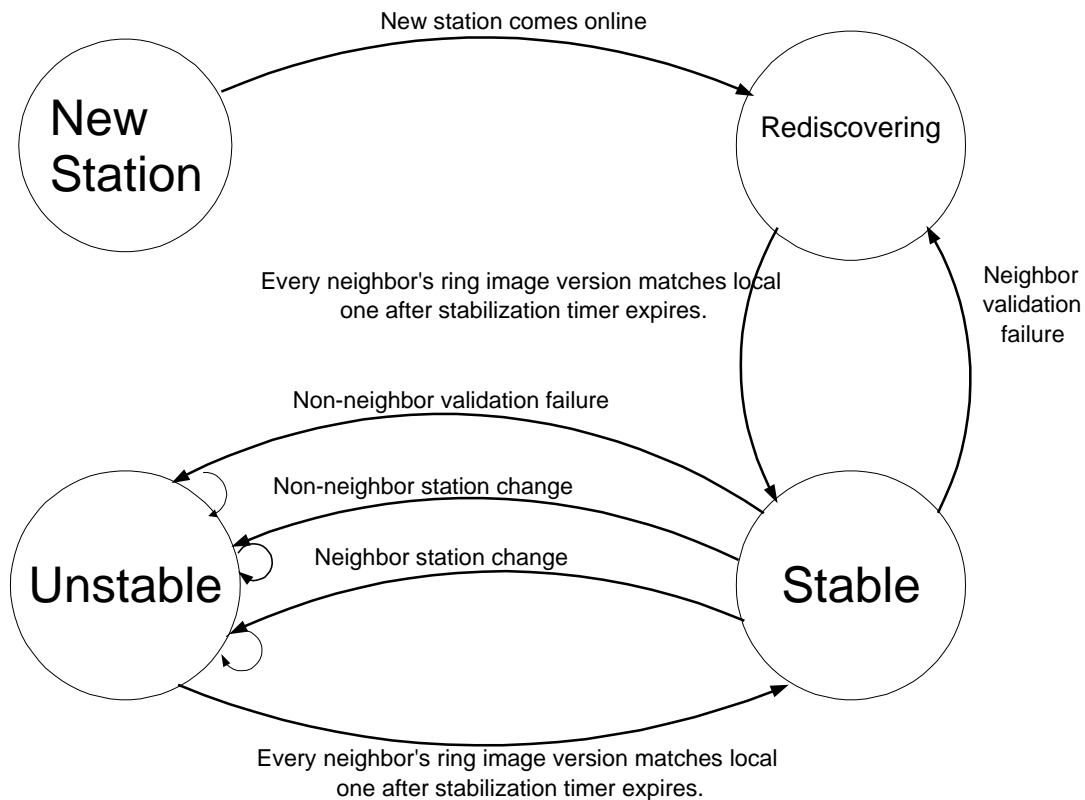 New station comes online
New
Station
Rediscovering
Every neighbor's ring image version matches local
one after stabilization timer expires.
Neighbor
validation
failure
Non-neighbor validation failure
Non-neighbor station change
Neighbor station change
Unstable
Stable
Every neighbor's ring image version matches local
one after stabilization timer expires.